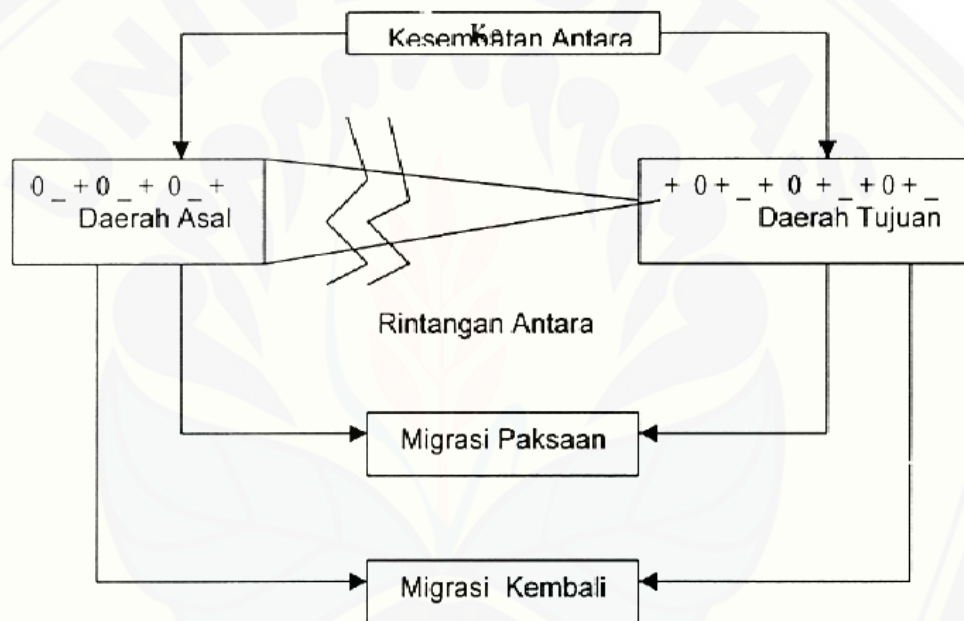 Kesempatan Antara
0 _ + 0 _ + 0 _ +
Daerah Asal
+ 0 + _ + 0 + _ + 0 + _
Daerah Tujuan
Rintangan Antara
Migrasi Paksaan
Migrasi Kembali